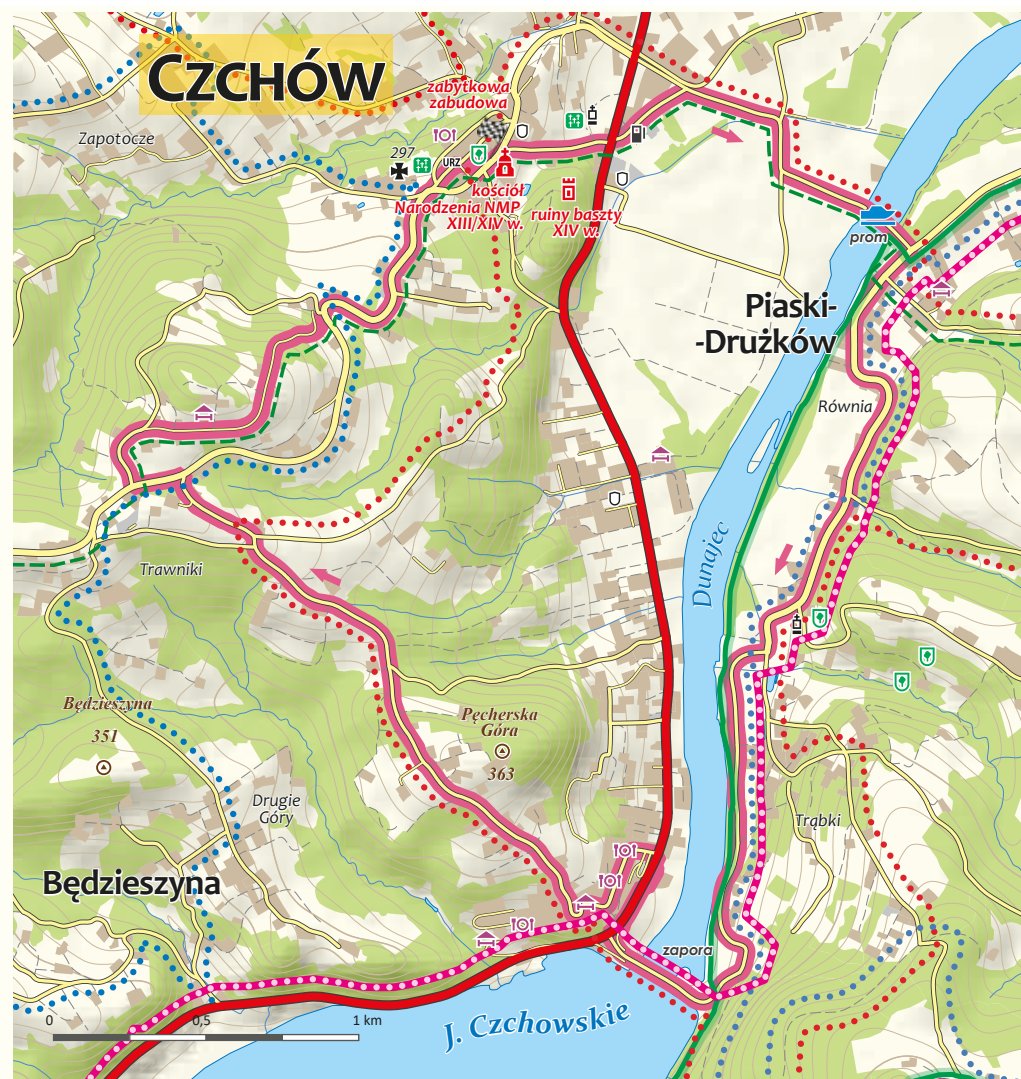 CZCHÓW
zabytkowa
zabudowa
Zapotocze
297
URZ
kościół
Narodzenia NMP
XIII/XIV w.
ruiny baszty
XIV w.
prom
Piaski-
-Drużków
Równia
Dunajec
Trawniki
Będzieszyna
351
Pęcherska
Góra
363
Drugie
Góry
Trąbki
Będzieszyna
zapora
J. Czchowskie
0 0,5 1 km